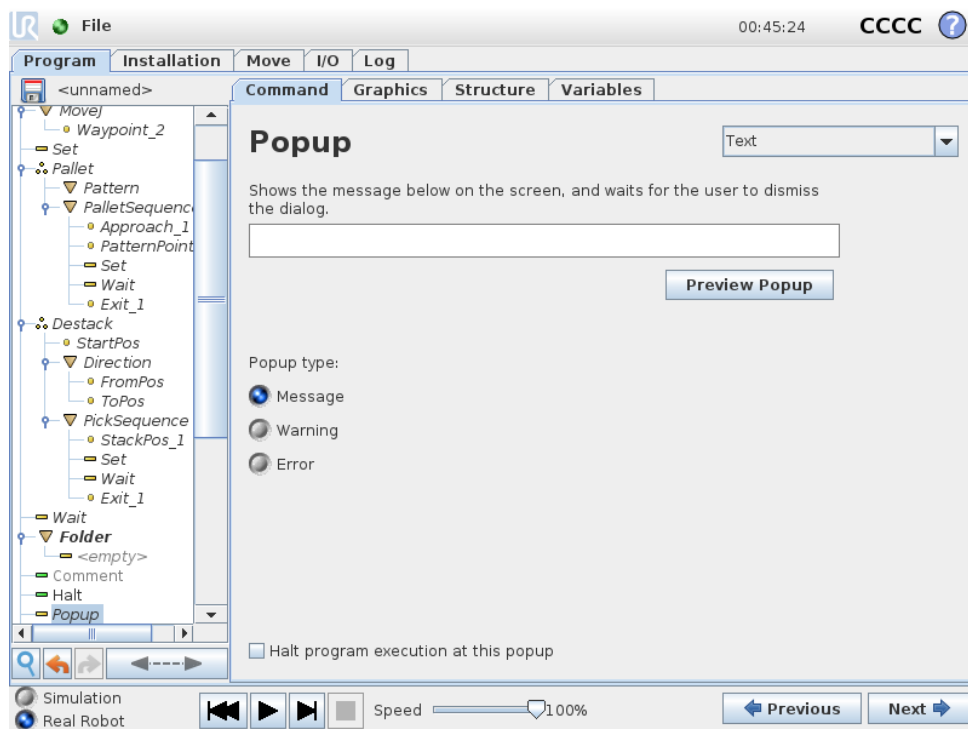 UR File 00:45:24 CCCC ?
Program Installation Move I/O Log
<unnamed> Command Graphics Structure Variables
MoveJ
Waypoint_2
Set
Pallet
Pattern
PalletSequenc
Approach_1
PatternPoint
Set
Wait
Exit_1
Destack
StartPos
Direction
FromPos
ToPos
PickSequence
StackPos_1
Set
Wait
Exit_1
Wait
Folder
<empty>
Comment
Halt
Popup
Popup
Text
Shows the message below on the screen, and waits for the user to dismiss
the dialog.
Preview Popup
Popup type:
Message
Warning
Error
Halt program execution at this popup
Simulation
Real Robot
Speed 100%
Previous Next